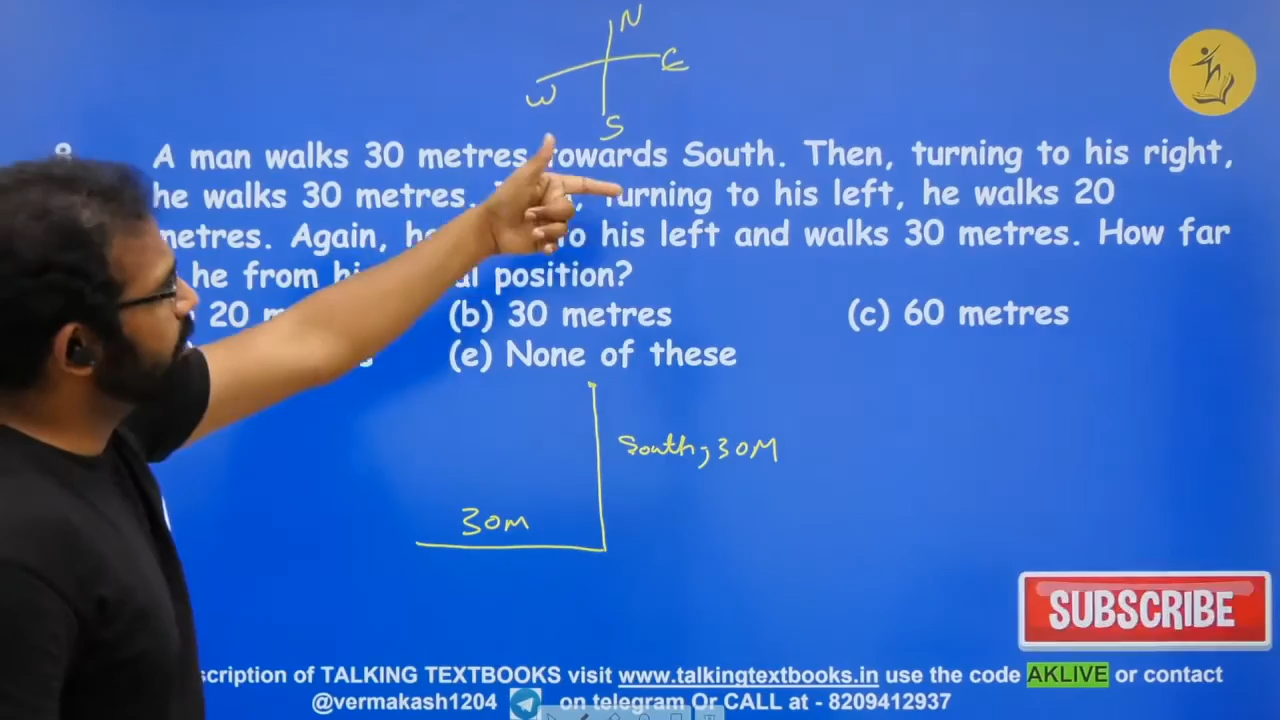 N
E
W
S
A man walks 30 metres towards South. Then, turning to his right,
he walks 30 metres. turning to his left, he walks 20
metres. Again, to his left and walks 30 metres. How far
he from position?
20 (b) 30 metres (c) 60 metres
(e) None of these
South, 30M
30M
SUBSCRIBE
of TALKING TEXTBOOKS visit www.talkingtextbooks.in use the code AKLIVE or contact
@vermakash1204 on telegram Or CALL at - 8209412937